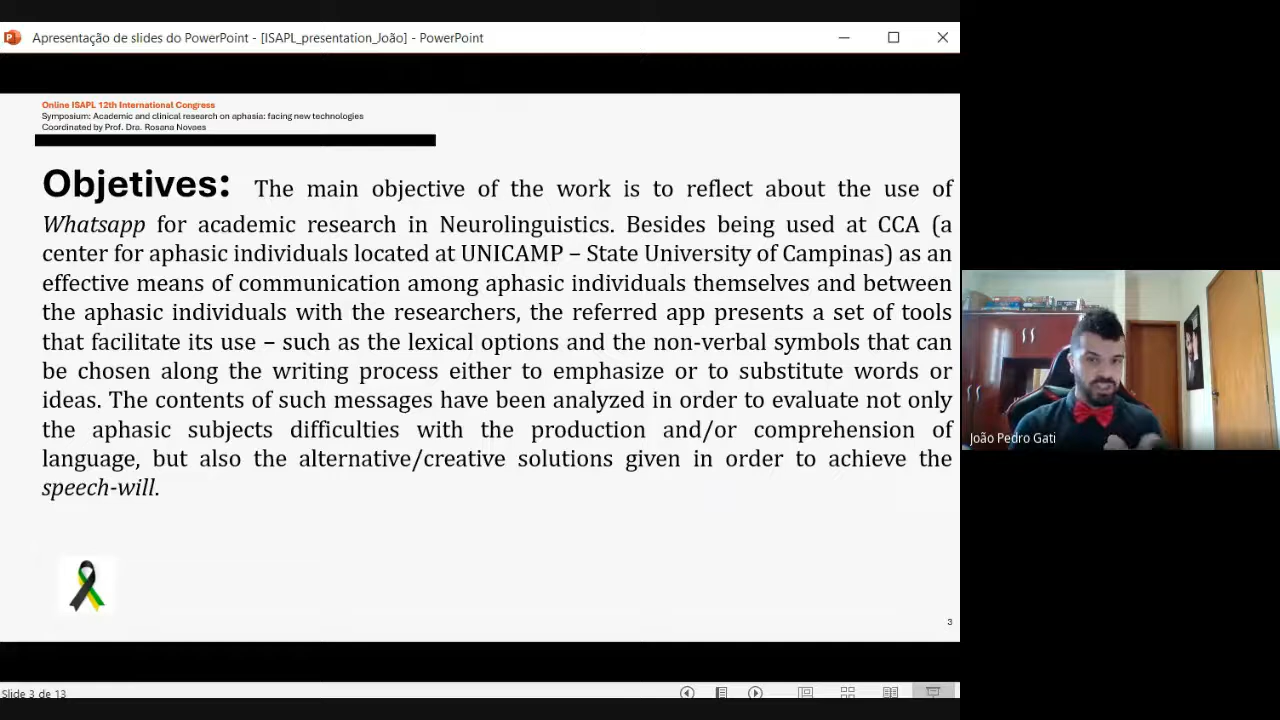 Apresentação de slides do PowerPoint - [ISAPL_presentation_João] - PowerPoint
Online ISAPL 12th International Congress
Symposium: Academic and clinical research on aphasia: facing new technologies
Coordinated by Prof. Dra. Rosana Novaes
Objetives: The main objective of the work is to reflect about the use of
Whatsapp for academic research in Neurolinguistics. Besides being used at CCA (a
center for aphasic individuals located at UNICAMP – State University of Campinas) as an
effective means of communication among aphasic individuals themselves and between
the aphasic individuals with the researchers, the referred app presents a set of tools
that facilitate its use – such as the lexical options and the non-verbal symbols that can
be chosen along the writing process either to emphasize or to substitute words or
ideas. The contents of such messages have been analyzed in order to evaluate not only
the aphasic subjects difficulties with the production and/or comprehension of
language, but also the alternative/creative solutions given in order to achieve the
speech-will.
João Pedro Gati
3
Slide 3 de 13